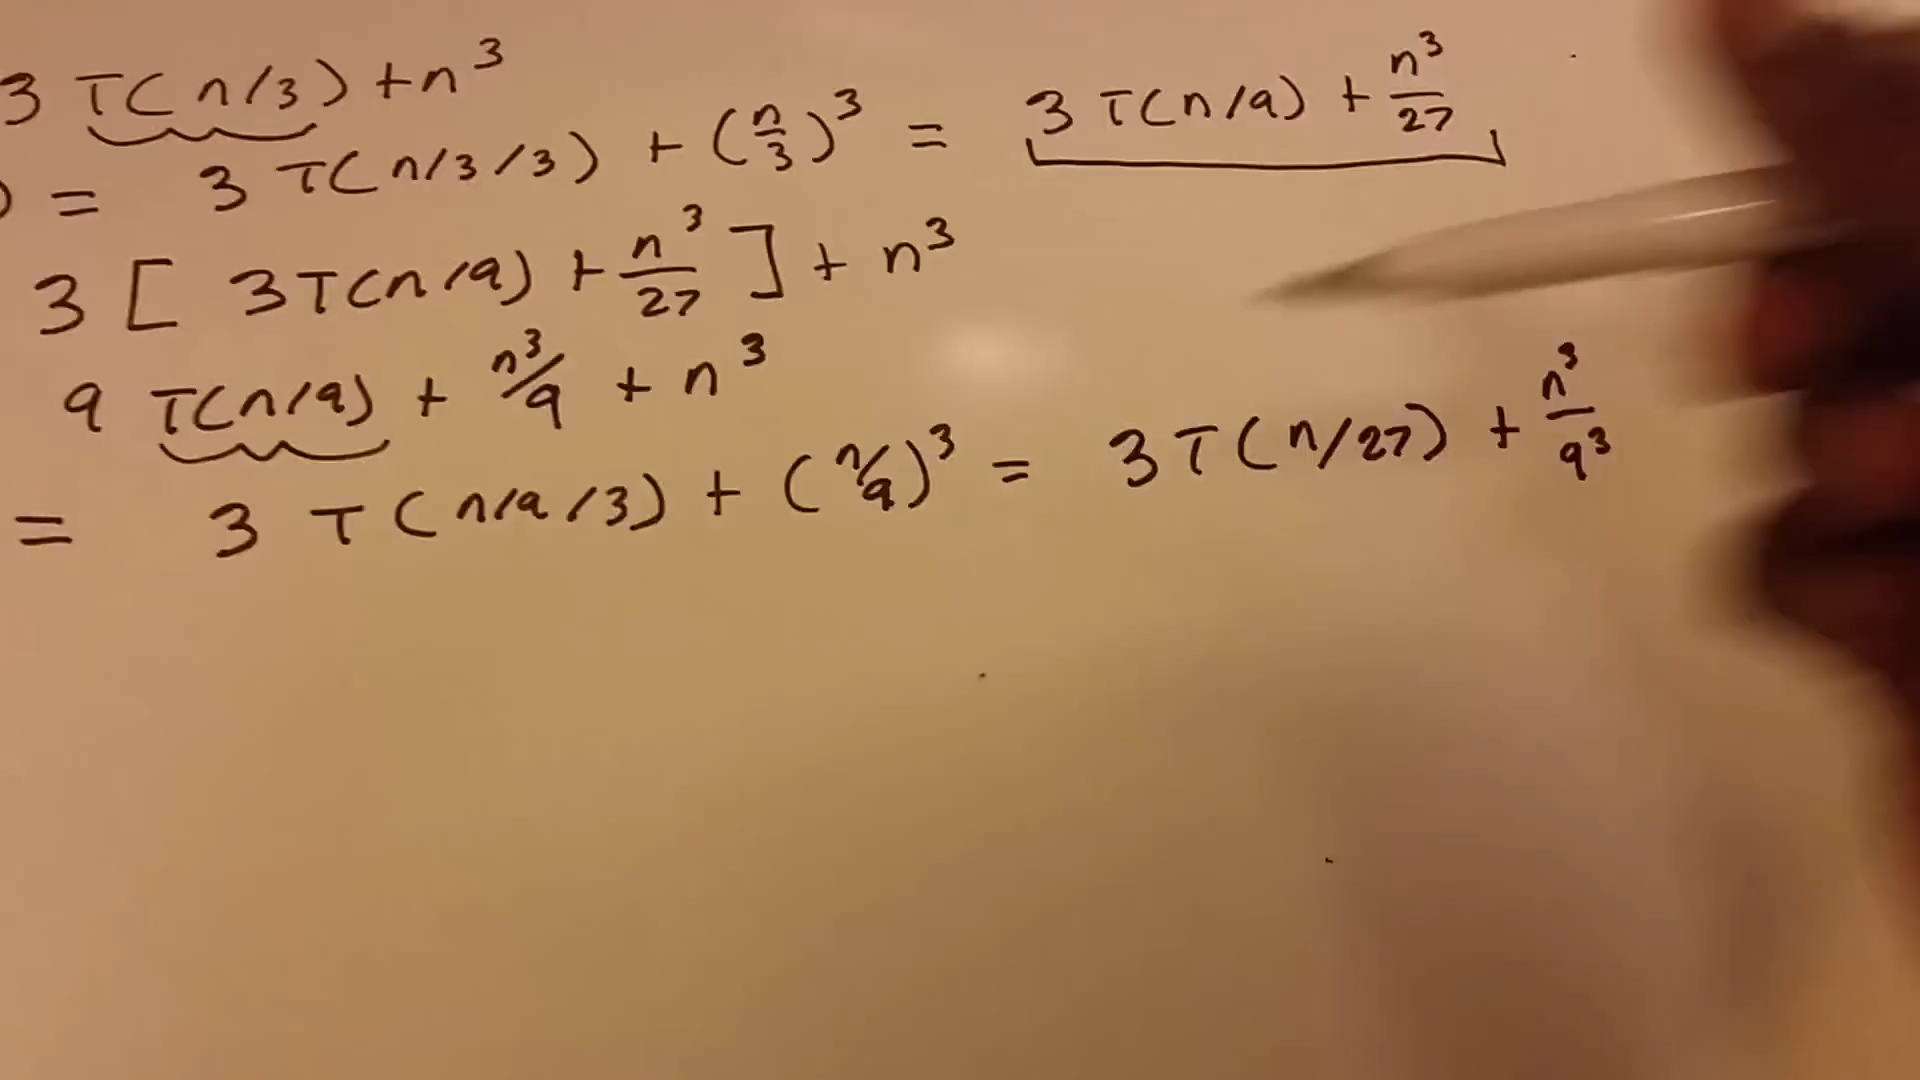 3 T(n/3) + n³
) = 3 T(n/3/3) + (n/3)³ = 3 T(n/9) + n³/27
3 [ 3T(n/9) + n³/27 ] + n³
9 T(n/9) + n³/9 + n³
= 3 T(n/9/3) + (n/9)³ = 3T(n/27) + n³/9³